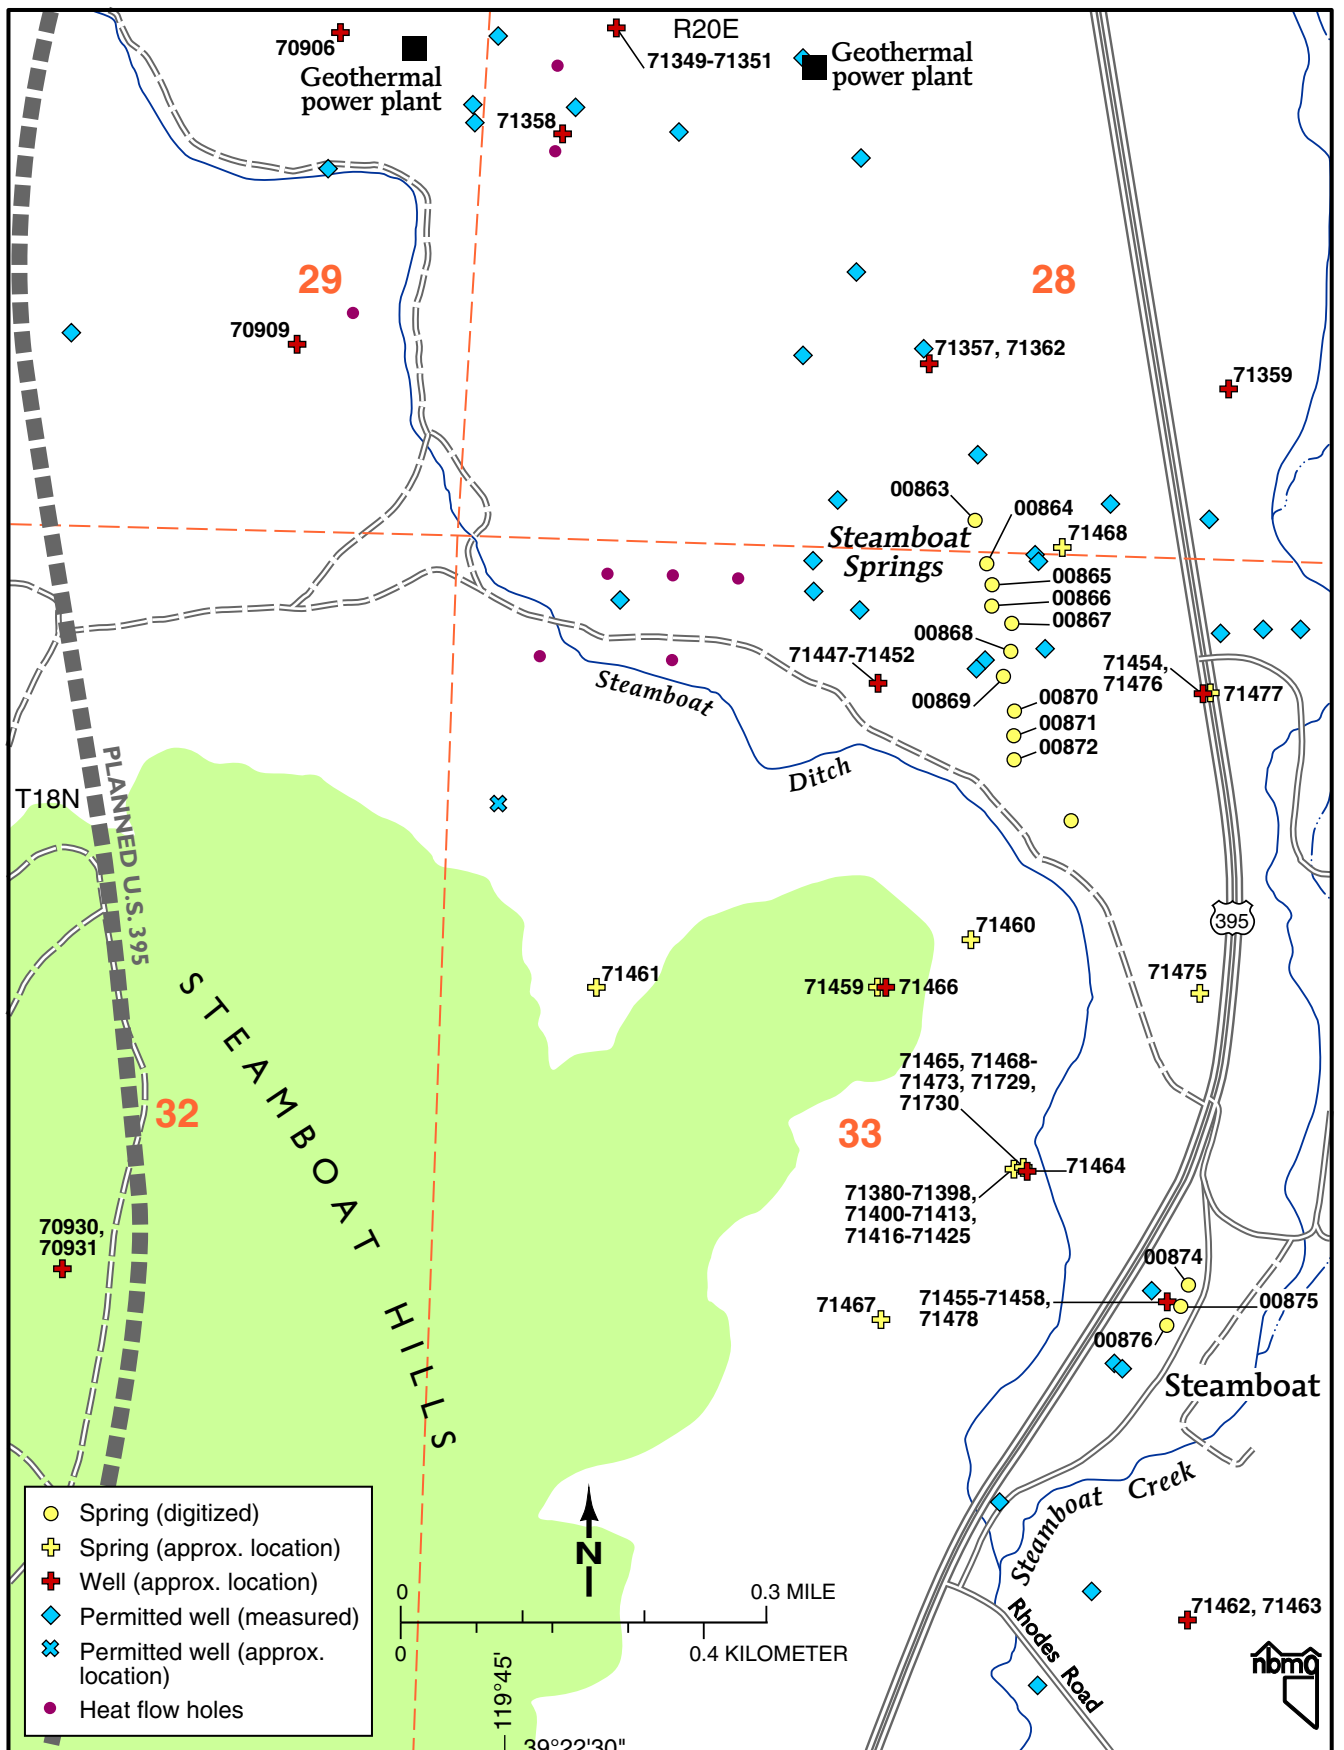 R20E
70906
71349-71351
Geothermal
power plant
Geothermal
power plant
71358
29
28
70909
71357, 71362
71359
00863
00864
71468
Steamboat
Springs
00865
00866
00867
00868
71447-71452
71454,
71476
71477
00869
00870
00871
00872
Steamboat
Ditch
T18N
PLANNED U.S. 395
395
71460
71461
71459
71466
71475
STEAMBOAT HILLS
71465, 71468-
71473, 71729,
71730
32
33
71464
71380-71398,
71400-71413,
71416-71425
70930,
70931
00874
71467
71455-71458,
71478
00875
00876
Steamboat
Steamboat Creek
Spring (digitized)
Spring (approx. location)
Well (approx. location)
Permitted well (measured)
Permitted well (approx.
location)
Heat flow holes
N
0
0.3 MILE
0
0.4 KILOMETER
119°45'
39°22'30"
Rhodes Road
71462, 71463
nbmg